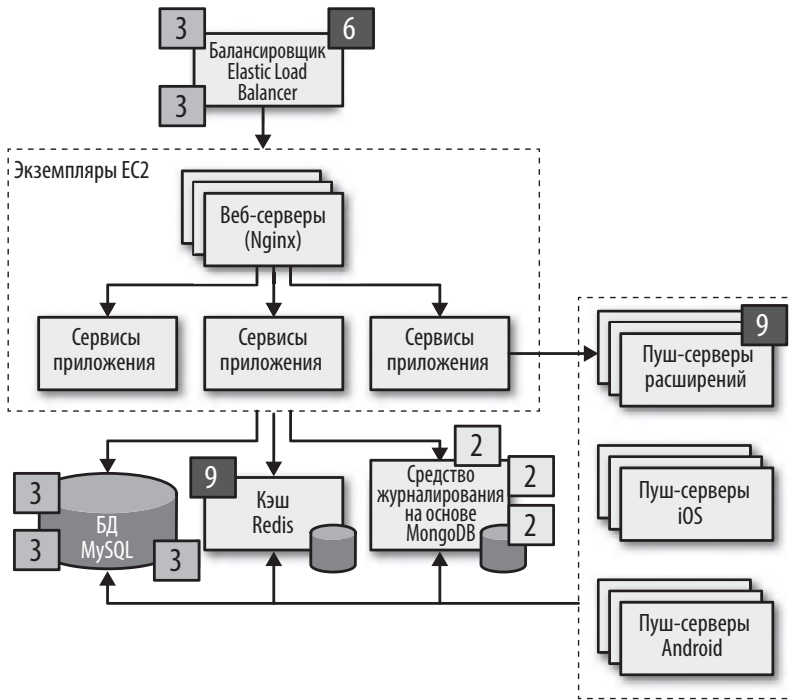 3
6
Балансировщик
Elastic Load
Balancer
3
Экземпляры EC2
Веб-серверы
(Nginx)
Сервисы
приложения
Сервисы
приложения
Сервисы
приложения
9
Пуш-серверы
расширений
3
БД
MySQL
3
3
9
Кэш
Redis
2
Средство
журналирования
на основе
MongoDB
2
2
Пуш-серверы
iOS
Пуш-серверы
Android